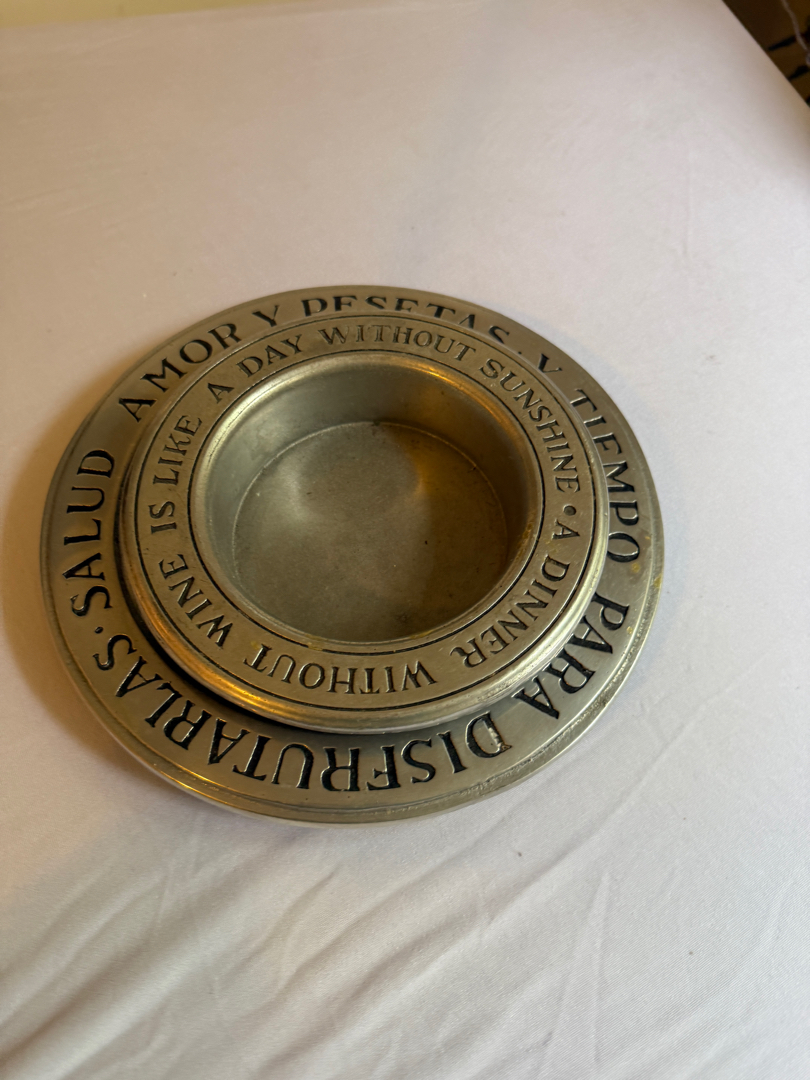 SALUD AMOR Y PESETAS · Y TIEMPO PARA DISFRUTARLAS ·
A DINNER WITHOUT WINE IS LIKE A DAY WITHOUT SUNSHINE •